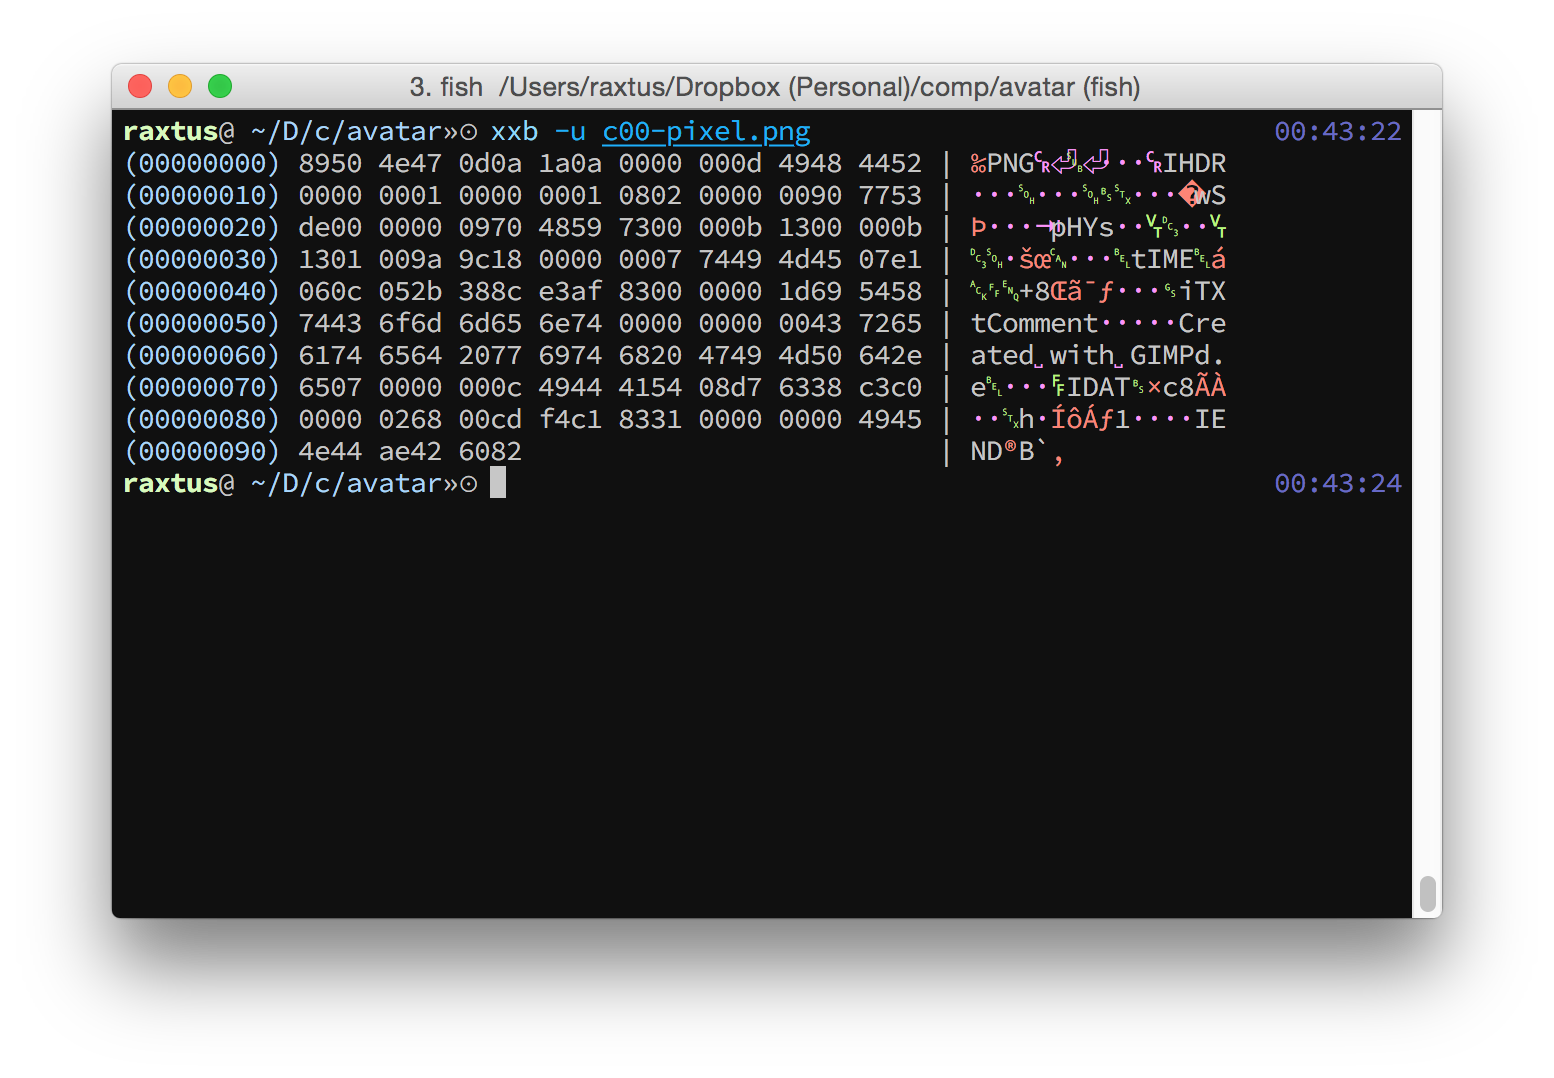 3. fish  /Users/raxtus/Dropbox (Personal)/comp/avatar (fish)
raxtus@ ~/D/c/avatar»⊙ xxb -u c00-pixel.png 00:43:22
(00000000) 8950 4e47 0d0a 1a0a 0000 000d 4948 4452 | ‰PNG␍⏎␚⏎···␍IHDR
(00000010) 0000 0001 0000 0001 0802 0000 0090 7753 | ···␁···␁␈␂···�wS
(00000020) de00 0000 0970 4859 7300 000b 1300 000b | Þ···→pHYs··␋␓··␋
(00000030) 1301 009a 9c18 0000 0007 7449 4d45 07e1 | ␓␁·šœ␘···␇tIME␇á
(00000040) 060c 052b 388c e3af 8300 0000 1d69 5458 | ␆␌␅+8Œã¯ƒ···␝iTX
(00000050) 7443 6f6d 6d65 6e74 0000 0000 0043 7265 | tComment·····Cre
(00000060) 6174 6564 2077 6974 6820 4749 4d50 642e | ated␣with␣GIMPd.
(00000070) 6507 0000 000c 4944 4154 08d7 6338 c3c0 | e␇···␌IDAT␈×c8ÃÀ
(00000080) 0000 0268 00cd f4c1 8331 0000 0000 4945 | ··␂h·ÍôÁƒ1····IE
(00000090) 4e44 ae42 6082 | ND®B`‚
raxtus@ ~/D/c/avatar»⊙ 00:43:24